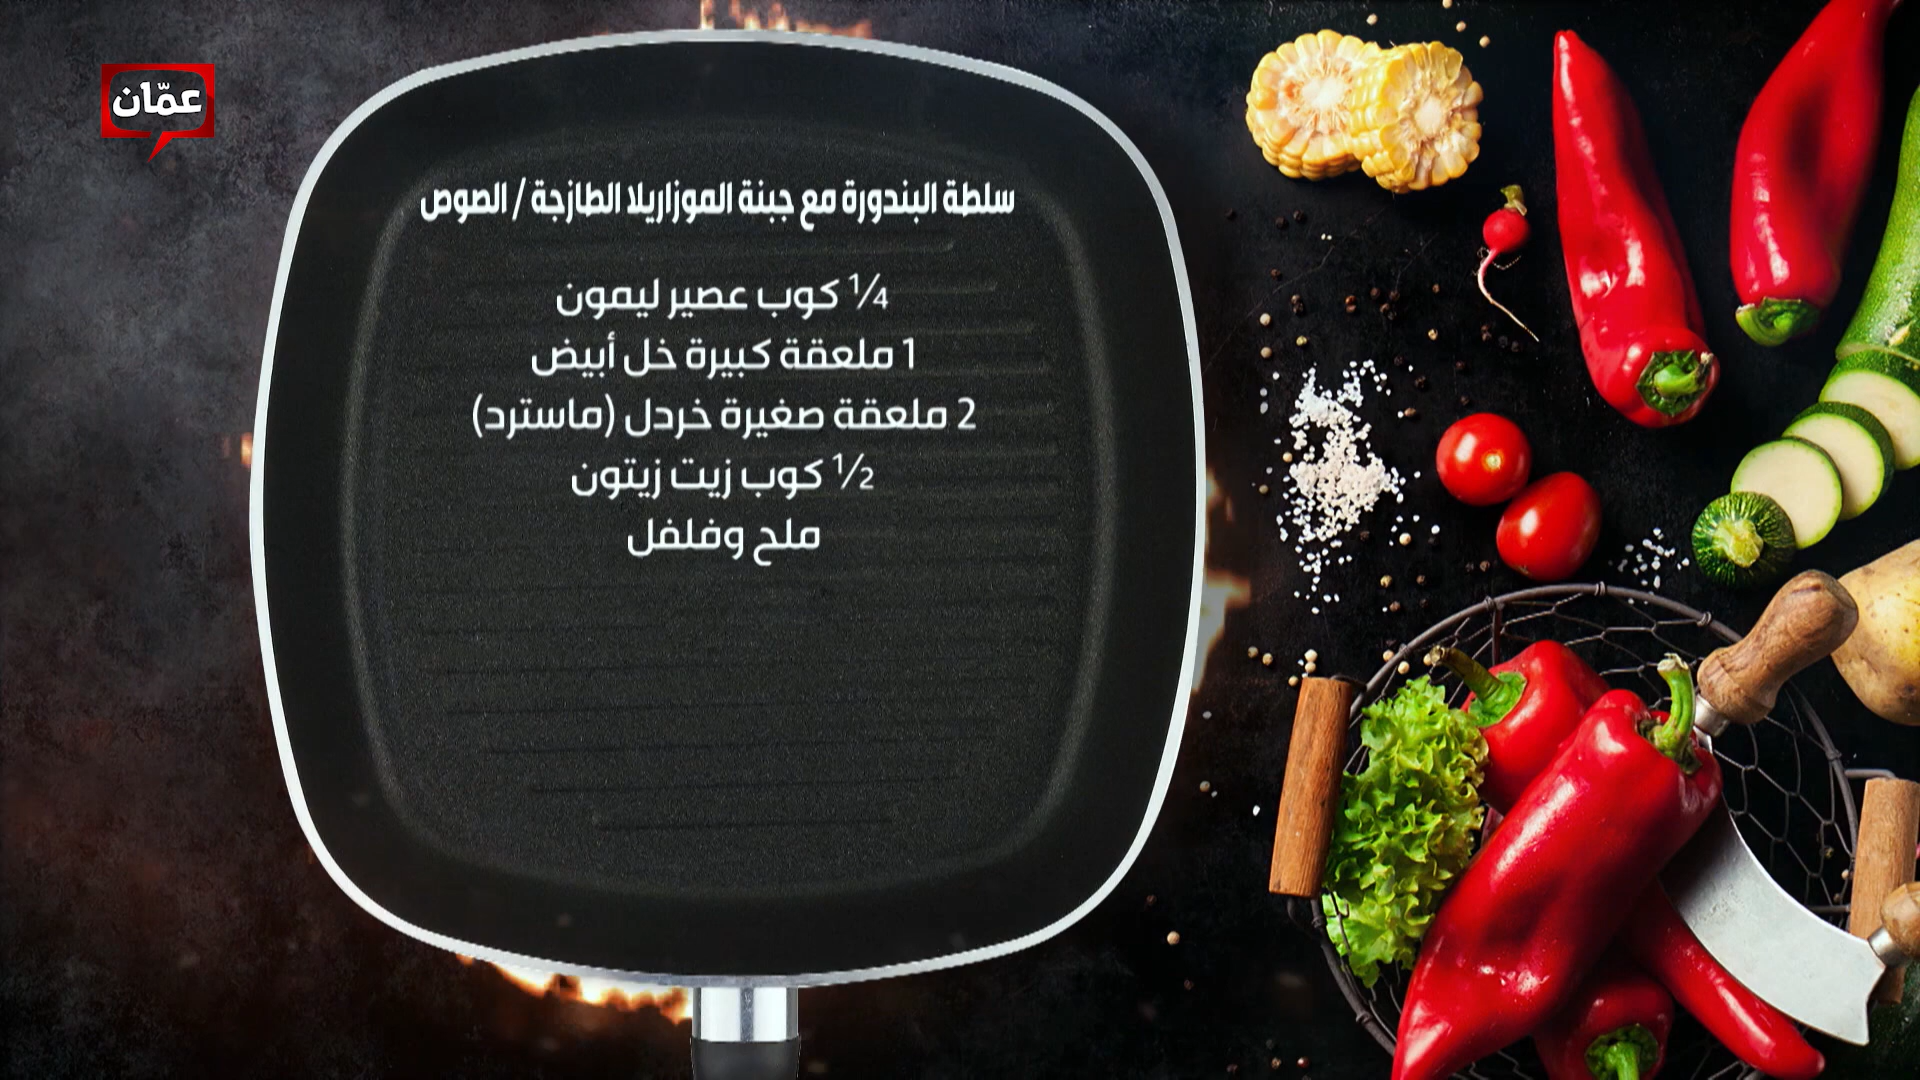 عمّان
سلطة البندورة مع جبنة الموزاريلا الطازجة / الصوص
¼ كوب عصير ليمون
1 ملعقة كبيرة خل أبيض
2 ملعقة صغيرة خردل (ماسترد)
½ كوب زيت زيتون
ملح وفلفل